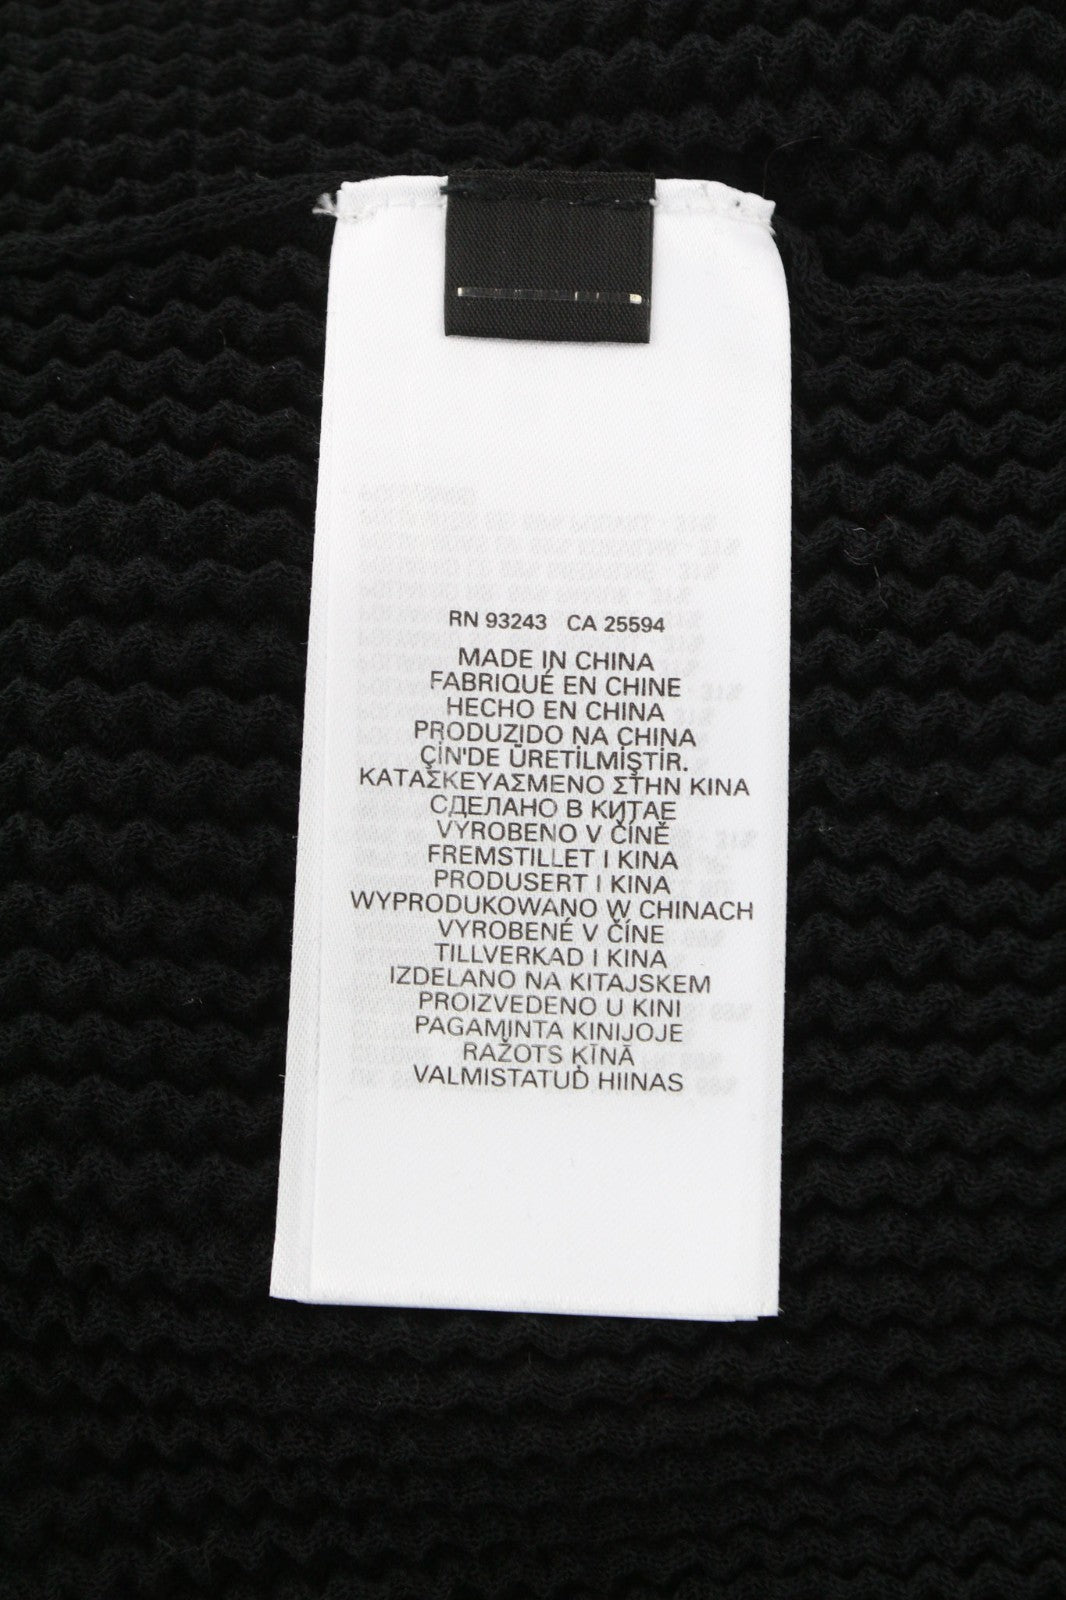 RN 93243 CA 25594
MADE IN CHINA
FABRIQUÉ EN CHINE
HECHO EN CHINA
PRODUZIDO NA CHINA
ÇİN'DE ÜRETİLMİŞTİR.
ΚΑΤΑΣΚΕΥΑΣΜΕΝΟ ΣΤΗΝ ΚΙΝΑ
СДЕЛАНО В КИТАЕ
VYROBENO V ČÍNĚ
FREMSTILLET I KINA
PRODUSERT I KINA
WYPRODUKOWANO W CHINACH
VYROBENÉ V ČÍNE
TILLVERKAD I KINA
IZDELANO NA KITAJSKEM
PROIZVEDENO U KINI
PAGAMINTA KINIJOJE
RAŽOTS ĶĪNĀ
VALMISTATUD HIINAS